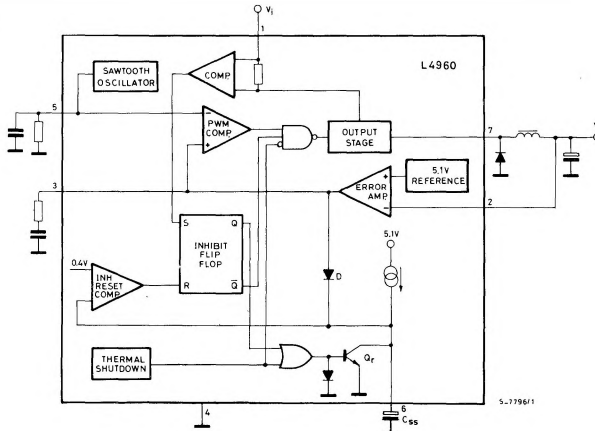 Vi
1
L4960
SAWTOOTH
OSCILLATOR
COMP.
5
−
PWM
COMP.
+
OUTPUT
STAGE
7
V
3
+
ERROR
AMP.
−
5,1V
REFERENCE
2
S
Q
INHIBIT
FLIP
FLOP
R
Q̅
5,1V
0.4V
INH
RESET
COMP.
D
THERMAL
SHUTDOWN
Qr
4
6
Css
S-7796/1